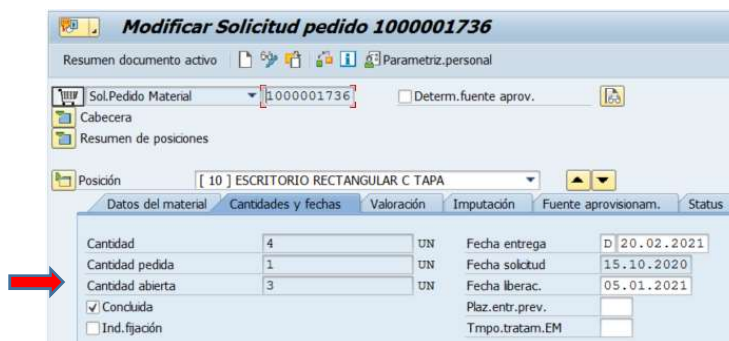 Modificar Solicitud pedido 1000001736
Resumen documento activo Parametriz.personal
Sol.Pedido Material 1000001736 Determ.fuente aprov.
Cabecera
Resumen de posiciones
Posición [ 10 ] ESCRITORIO RECTANGULAR C TAPA
Datos del material Cantidades y fechas Valoración Imputación Fuente aprovisionam. Status
Cantidad 4 UN Fecha entrega D 20.02.2021
Cantidad pedida 1 UN Fecha solicitud 15.10.2020
Cantidad abierta 3 UN Fecha liberac. 05.01.2021
Concluida Plaz.entr.prev.
Ind.fijación Tmpo.tratam.EM